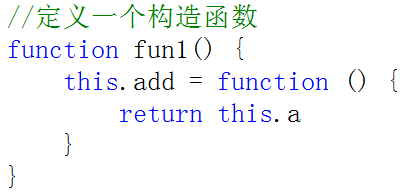 //定义一个构造函数
function fun1() {
    this.add = function () {
        return this.a
    }
}